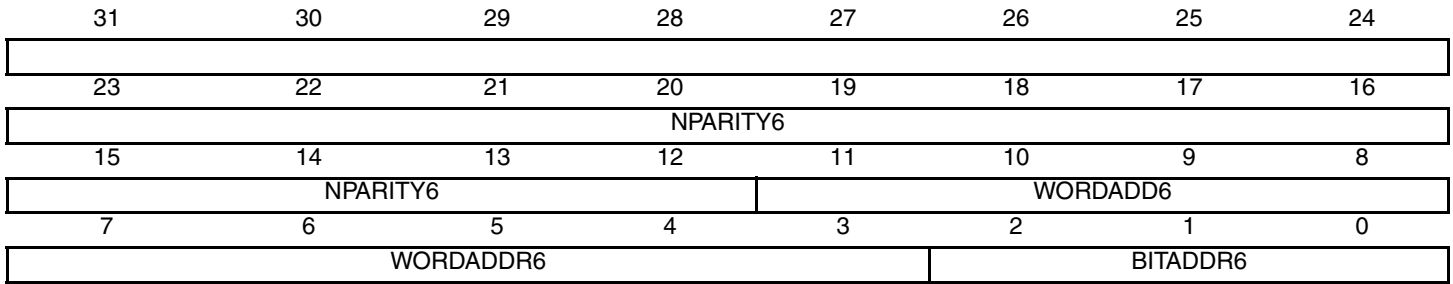 31 30 29 28 27 26 25 24
23 22 21 20 19 18 17 16
NPARITY6
15 14 13 12 11 10 9 8
NPARITY6 WORDADD6
7 6 5 4 3 2 1 0
WORDADDR6 BITADDR6